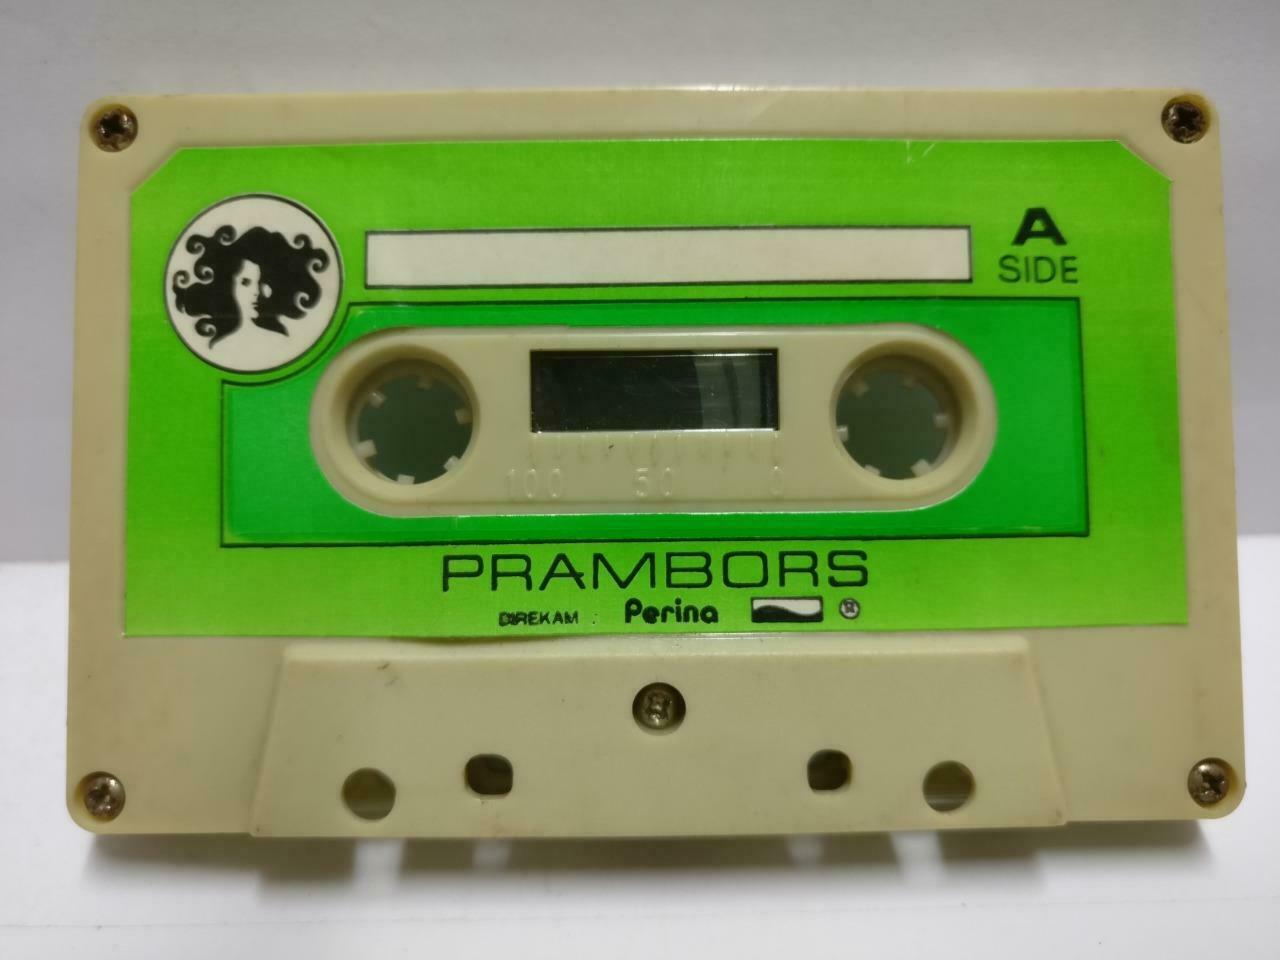 A
SIDE
100 50 0
PRAMBORS
DIREKAM : Perina